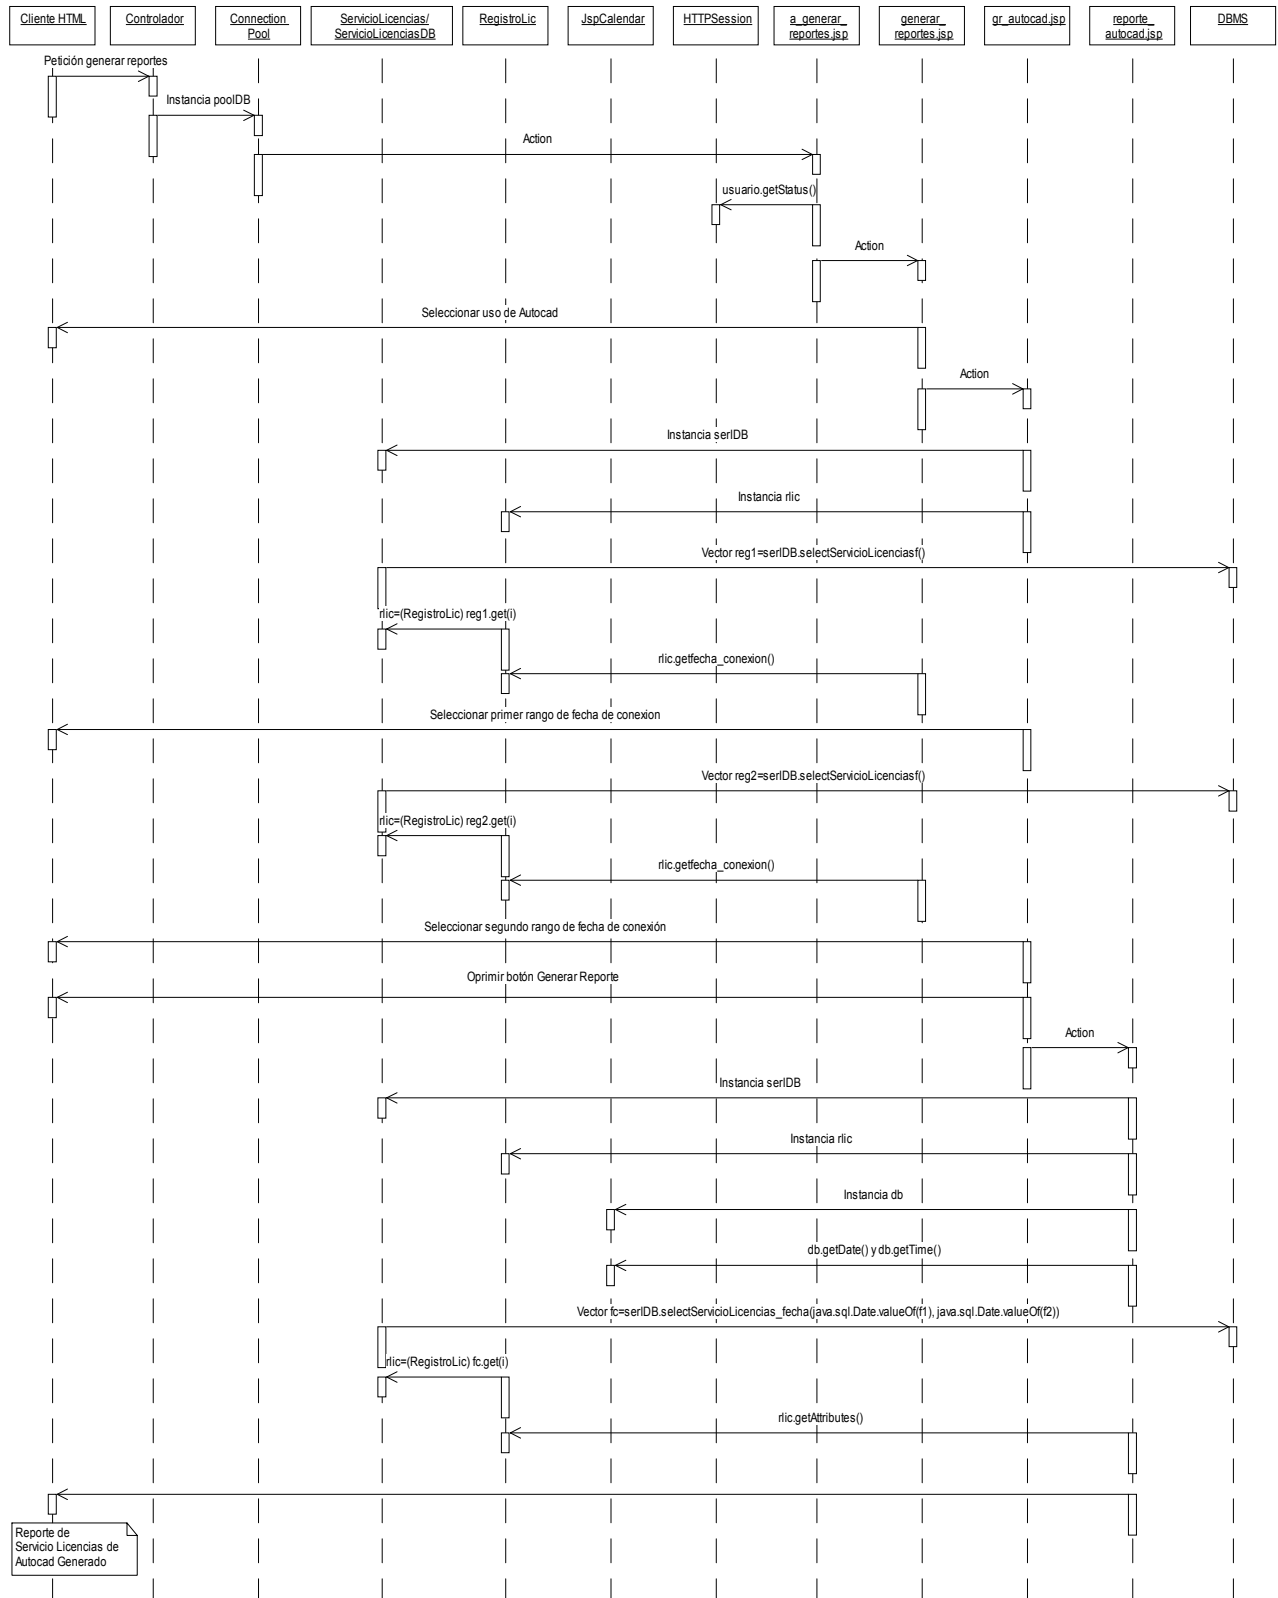 Cliente HTML
Controlador
Connection
Pool
ServicioLicencias/
ServicioLicenciasDB
RegistroLic
JspCalendar
HTTPSession
a_generar_
reportes.jsp
generar_
reportes.jsp
gr_autocad.jsp
reporte_
autocad.jsp
DBMS
Petición generar reportes
Instancia poolDB
Action
usuario.getStatus()
Action
Seleccionar uso de Autocad
Action
Instancia serlDB
Instancia rlic
Vector reg1=serlDB.selectServicioLicenciasf()
rlic=(RegistroLic) reg1.get(i)
rlic.getfecha_conexion()
Seleccionar primer rango de fecha de conexion
Vector reg2=serlDB.selectServicioLicenciasf()
rlic=(RegistroLic) reg2.get(i)
rlic.getfecha_conexion()
Seleccionar segundo rango de fecha de conexión
Oprimir botón Generar Reporte
Action
Instancia serlDB
Instancia rlic
Instancia db
db.getDate() y db.getTime()
Vector fc=serlDB.selectServicioLicencias_fecha(java.sql.Date.valueOf(f1), java.sql.Date.valueOf(f2))
rlic=(RegistroLic) fc.get(i)
rlic.getAttributes()
Reporte de
Servicio Licencias de
Autocad Generado